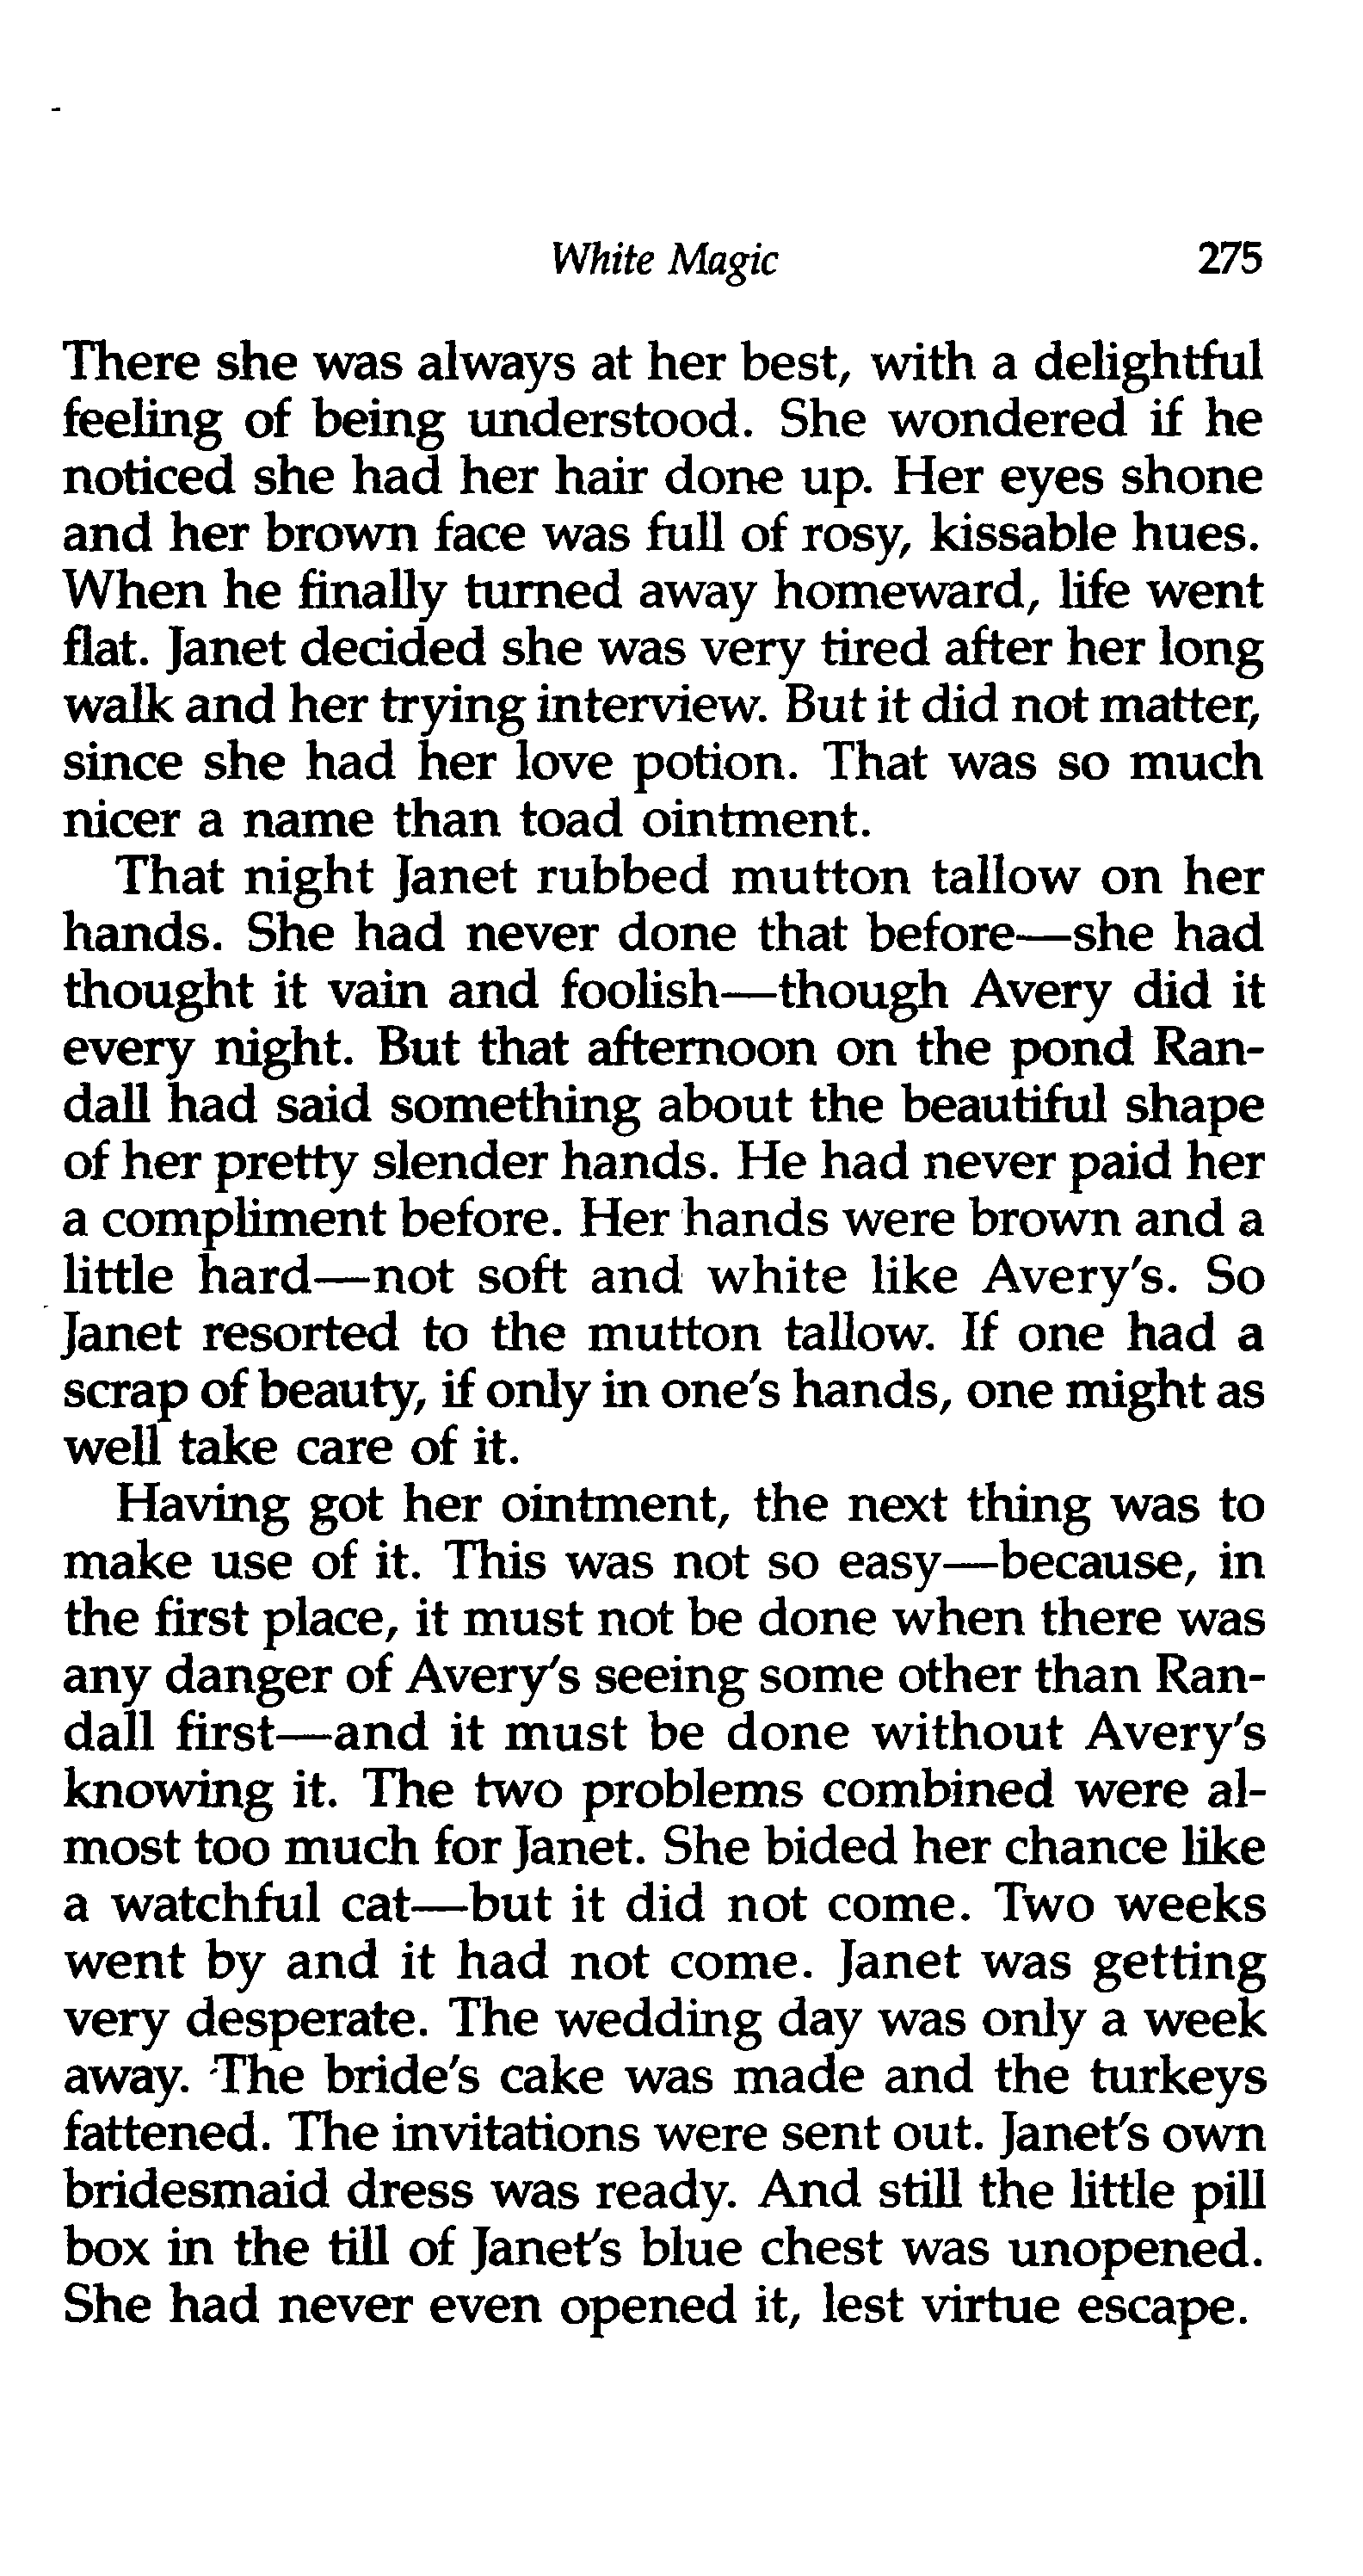 White Magic 275
There she was always at her best, with a delightful
feeling of being understood. She wondered if he
noticed she had her hair done up. Her eyes shone
and her brown face was full of rosy, kissable hues.
When he finally turned away homeward, life went
flat. Janet decided she was very tired after her long
walk and her trying interview. But it did not matter,
since she had her love potion. That was so much
nicer a name than toad ointment.
That night Janet rubbed mutton tallow on her
hands. She had never done that before—she had
thought it vain and foolish—though Avery did it
every night. But that afternoon on the pond Ran-
dall had said something about the beautiful shape
of her pretty slender hands. He had never paid her
a compliment before. Her hands were brown and a
little hard—not soft and white like Avery's. So
Janet resorted to the mutton tallow. If one had a
scrap of beauty, if only in one's hands, one might as
well take care of it.
Having got her ointment, the next thing was to
make use of it. This was not so easy—because, in
the first place, it must not be done when there was
any danger of Avery's seeing some other than Ran-
dall first—and it must be done without Avery's
knowing it. The two problems combined were al-
most too much for Janet. She bided her chance like
a watchful cat—but it did not come. Two weeks
went by and it had not come. Janet was getting
very desperate. The wedding day was only a week
away. The bride's cake was made and the turkeys
fattened. The invitations were sent out. Janet's own
bridesmaid dress was ready. And still the little pill
box in the till of Janet's blue chest was unopened.
She had never even opened it, lest virtue escape.